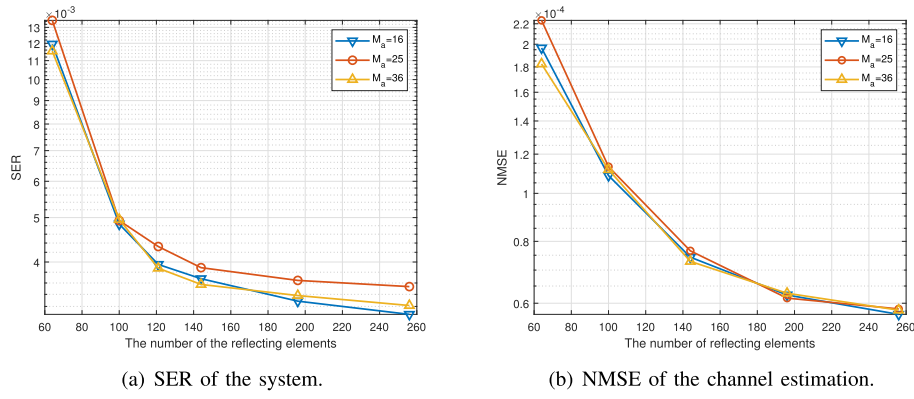 ×10⁻³
13
12
11
10
9
8
7
6
5
4
SER
60 80 100 120 140 160 180 200 220 240 260
The number of the reflecting elements
M_a=16
M_a=25
M_a=36
(a) SER of the system.
×10⁻⁴
2.2
2
1.8
1.6
1.4
1.2
1
0.8
0.6
NMSE
60 80 100 120 140 160 180 200 220 240 260
The number of reflecting elements
M_a=16
M_a=25
M_a=36
(b) NMSE of the channel estimation.